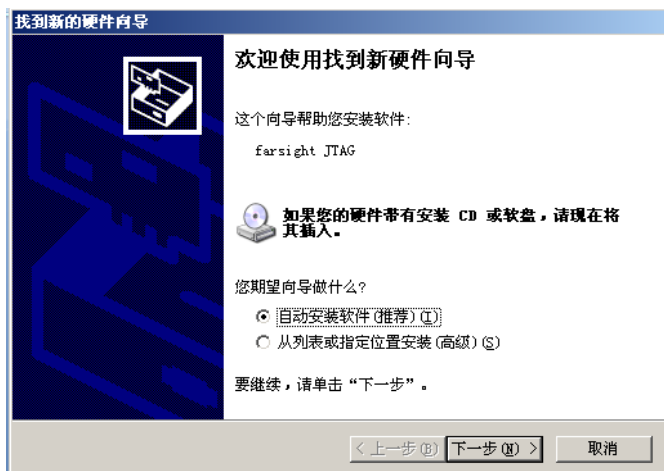 找到新的硬件向导
欢迎使用找到新硬件向导
这个向导帮助您安装软件:
farsight JTAG
如果您的硬件带有安装 CD 或软盘，请现在将
其插入。
您期望向导做什么?
自动安装软件(推荐)(I)
从列表或指定位置安装(高级)(S)
要继续，请单击“下一步”。
< 上一步(B) 下一步(N) > 取消